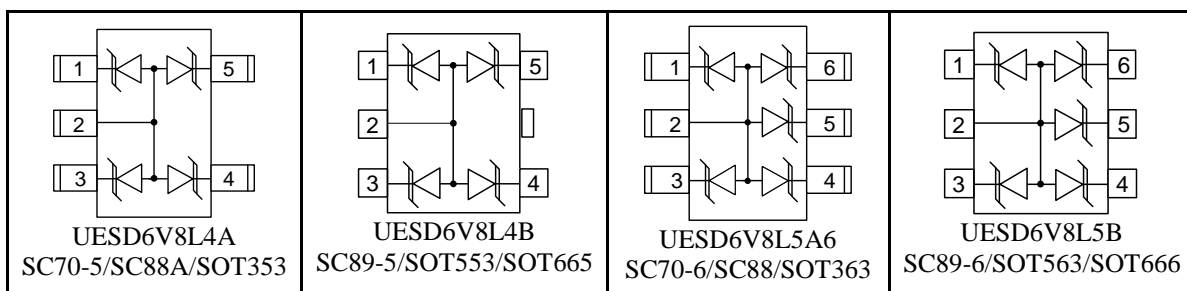 1 5
2
3 4
UESD6V8L4A
SC70-5/SC88A/SOT353
1 5
2
3 4
UESD6V8L4B
SC89-5/SOT553/SOT665
1 6
2 5
3 4
UESD6V8L5A6
SC70-6/SC88/SOT363
1 6
2 5
3 4
UESD6V8L5B
SC89-6/SOT563/SOT666